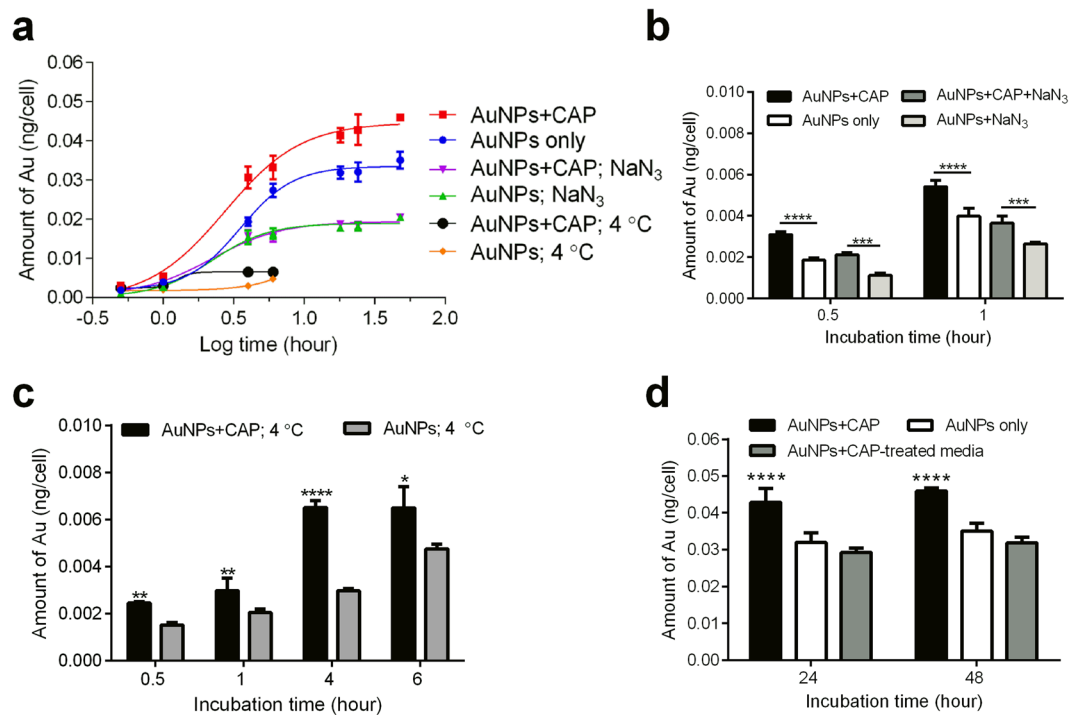 a
Amount of Au (ng/cell)
0.06
0.05
0.04
0.03
0.02
0.01
0.00
-0.5
0.0
0.5
1.0
1.5
2.0
Log time (hour)
AuNPs+CAP
AuNPs only
AuNPs+CAP; NaN₃
AuNPs; NaN₃
AuNPs+CAP; 4 °C
AuNPs; 4 °C
b
Amount of Au (ng/cell)
0.010
0.008
0.006
0.004
0.002
0.000
AuNPs+CAP
AuNPs+CAP+NaN₃
AuNPs only
AuNPs+NaN₃
****
***
****
***
0.5
1
Incubation time (hour)
c
Amount of Au (ng/cell)
0.010
0.008
0.006
0.004
0.002
0.000
AuNPs+CAP; 4 °C
AuNPs; 4 °C
**
**
****
*
0.5
1
4
6
Incubation time (hour)
d
Amount of Au (ng/cell)
0.06
0.05
0.04
0.03
0.02
0.01
0.00
AuNPs+CAP
AuNPs only
AuNPs+CAP-treated media
****
****
24
48
Incubation time (hour)